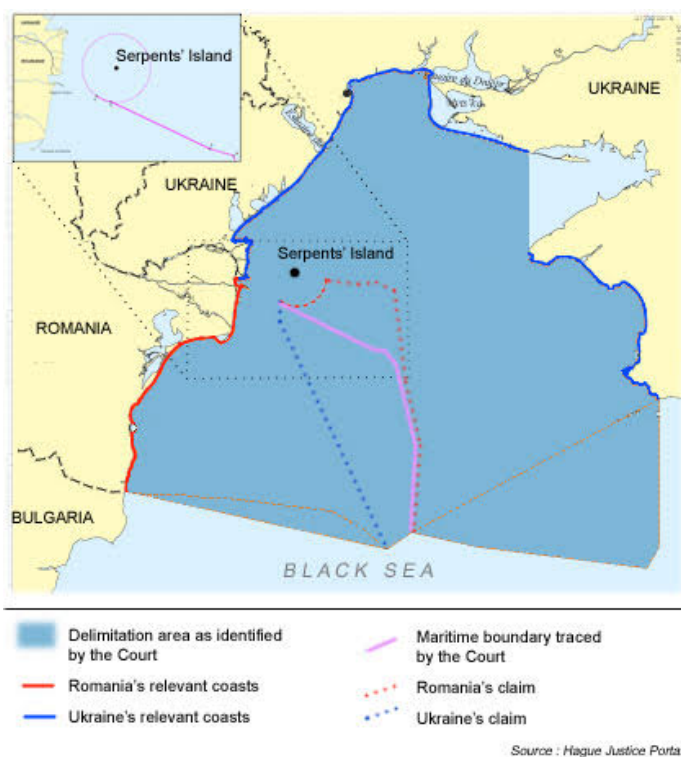 Serpents' Island
UKRAINE
UKRAINE
Serpents' Island
ROMANIA
BULGARIA
BLACK SEA
Delimitation area as identified
by the Court
Romania's relevant coasts
Ukraine's relevant coasts
Maritime boundary traced
by the Court
Romania's claim
Ukraine's claim
Source : Hague Justice Porta